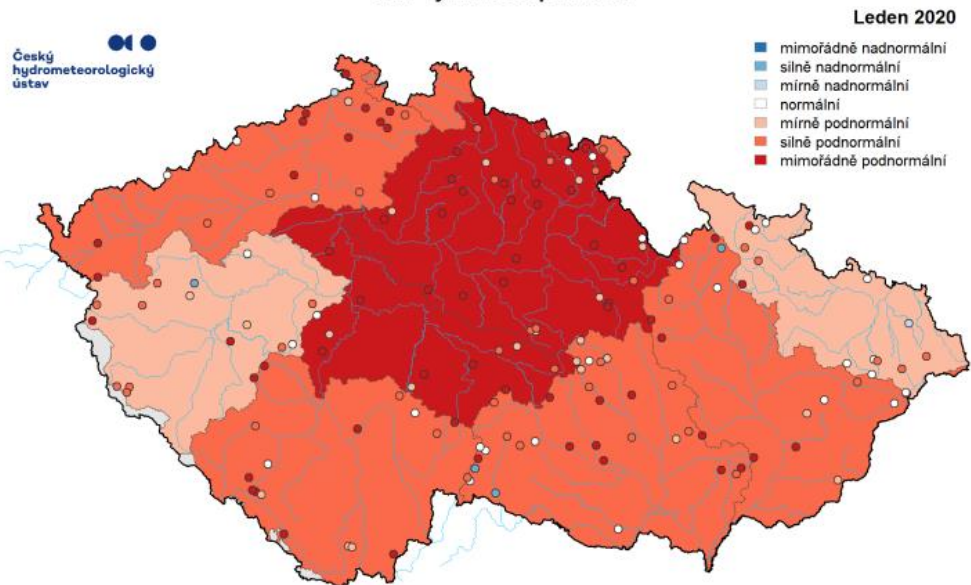 Leden 2020
Český
hydrometeorologický
ústav
mimořádně nadnormální
silně nadnormální
mírně nadnormální
normální
mírně podnormální
silně podnormální
mimořádně podnormální